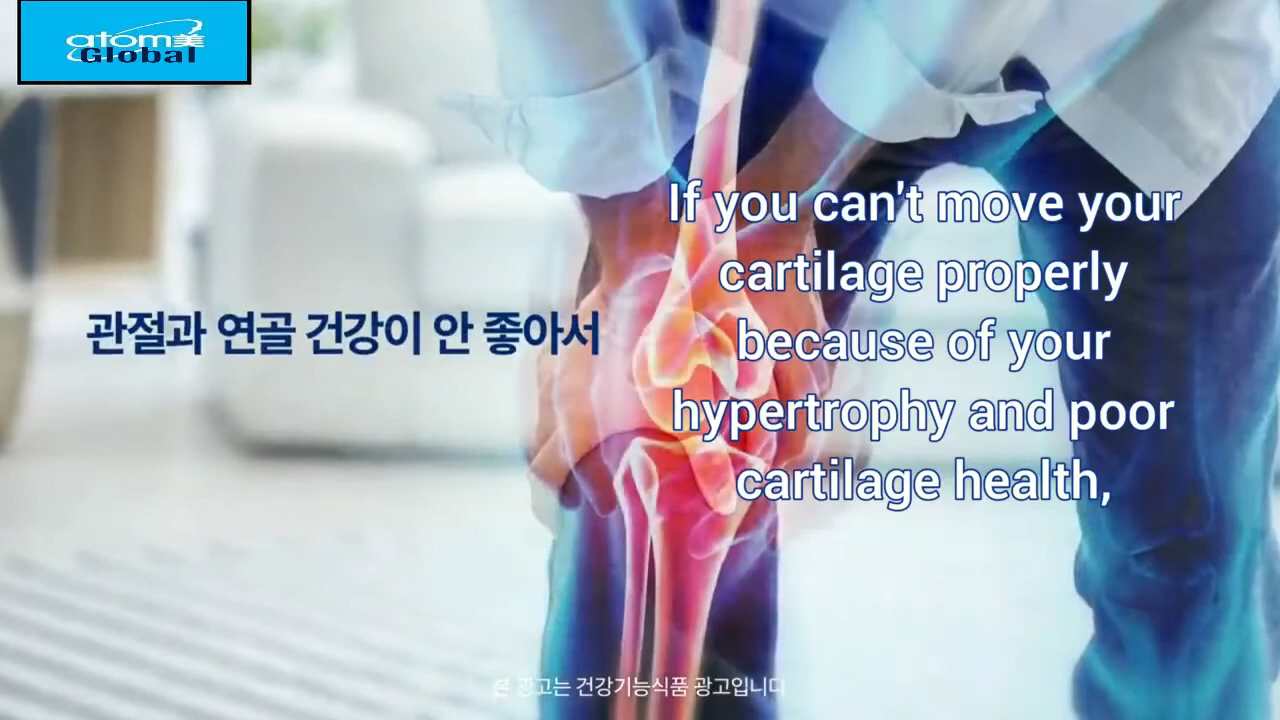 atom美
Global
관절과 연골 건강이 안 좋아서
If you can't move your
cartilage properly
because of your
hypertrophy and poor
cartilage health,
본 광고는 건강기능식품 광고입니다